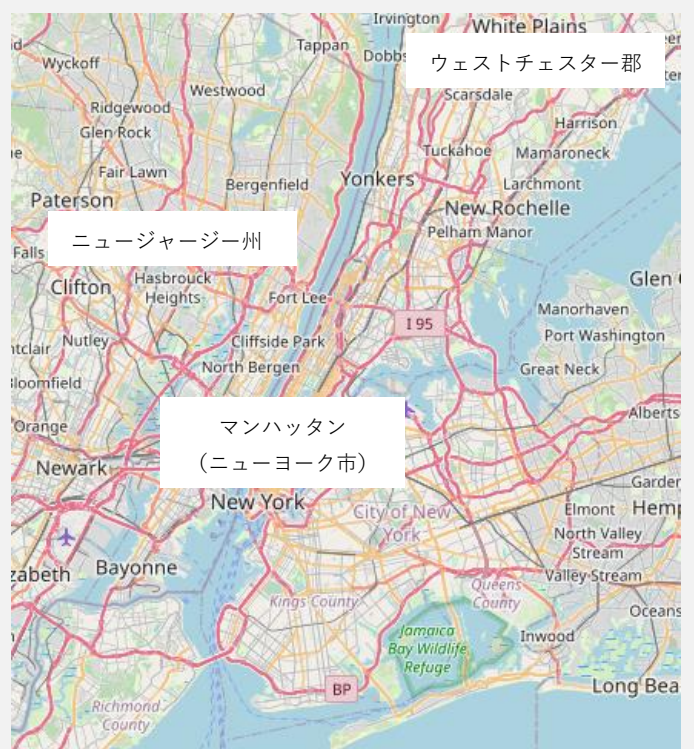 Irvington
White Plains
Tappan
Dobbs
Wyckoff
ウェストチェスター郡
Westwood
Scarsdale
Ridgewood
Harrison
Glen Rock
Tuckahoe
Mamaroneck
Fair Lawn
Bergenfield
Yonkers
Larchmont
Paterson
New Rochelle
Pelham Manor
ニュージャージー州
Falls
Hasbrouck
Heights
Glen
Clifton
Fort Lee
Manorhaven
I 95
Port Washington
Nutley
Cliffside Park
ntclair
North Bergen
Great Neck
Bloomfield
マンハッタン
(ニューヨーク市)
Alberts
Orange
Newark
New York
City of New
York
Garde
Elmont
Hemp
North Valley
Stream
Bayonne
zabeth
Valley Stream
Queens
County
Kings County
Oceans
Jamaica
Bay Wildlife
Refuge
Inwood
BP
Long Bea
Richmond
County